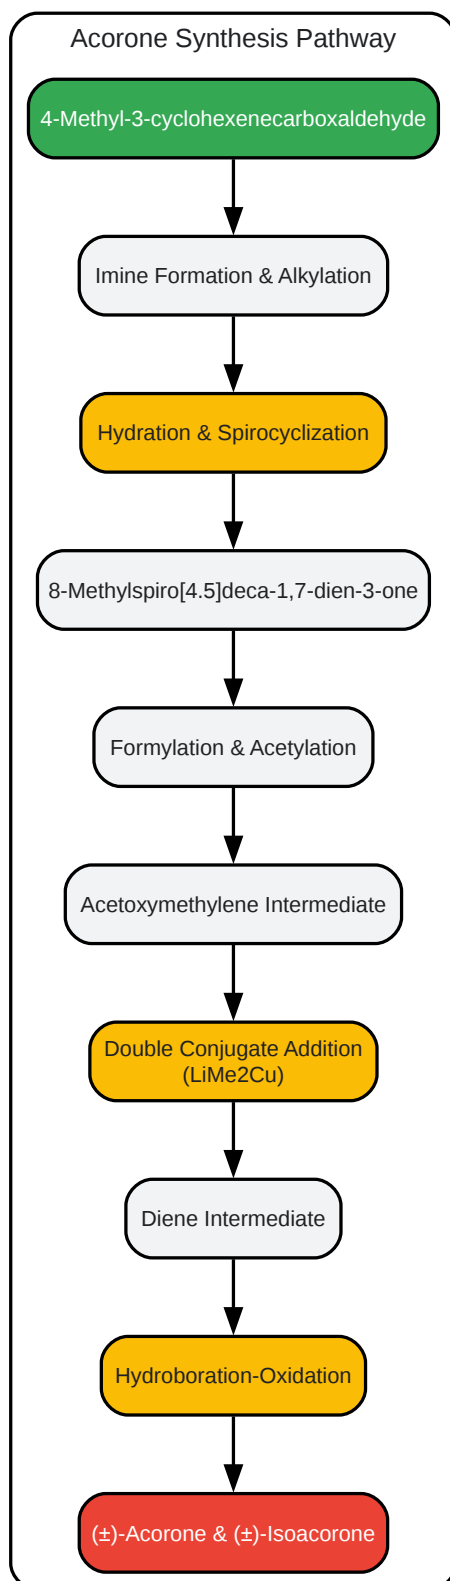 Acorone Synthesis Pathway
4-Methyl-3-cyclohexenecarboxaldehyde
Imine Formation & Alkylation
Hydration & Spirocyclization
8-Methylspiro[4.5]deca-1,7-dien-3-one
Formylation & Acetylation
Acetoxymethylene Intermediate
Double Conjugate Addition
(LiMe2Cu)
Diene Intermediate
Hydroboration-Oxidation
(±)-Acorone & (±)-Isoacorone